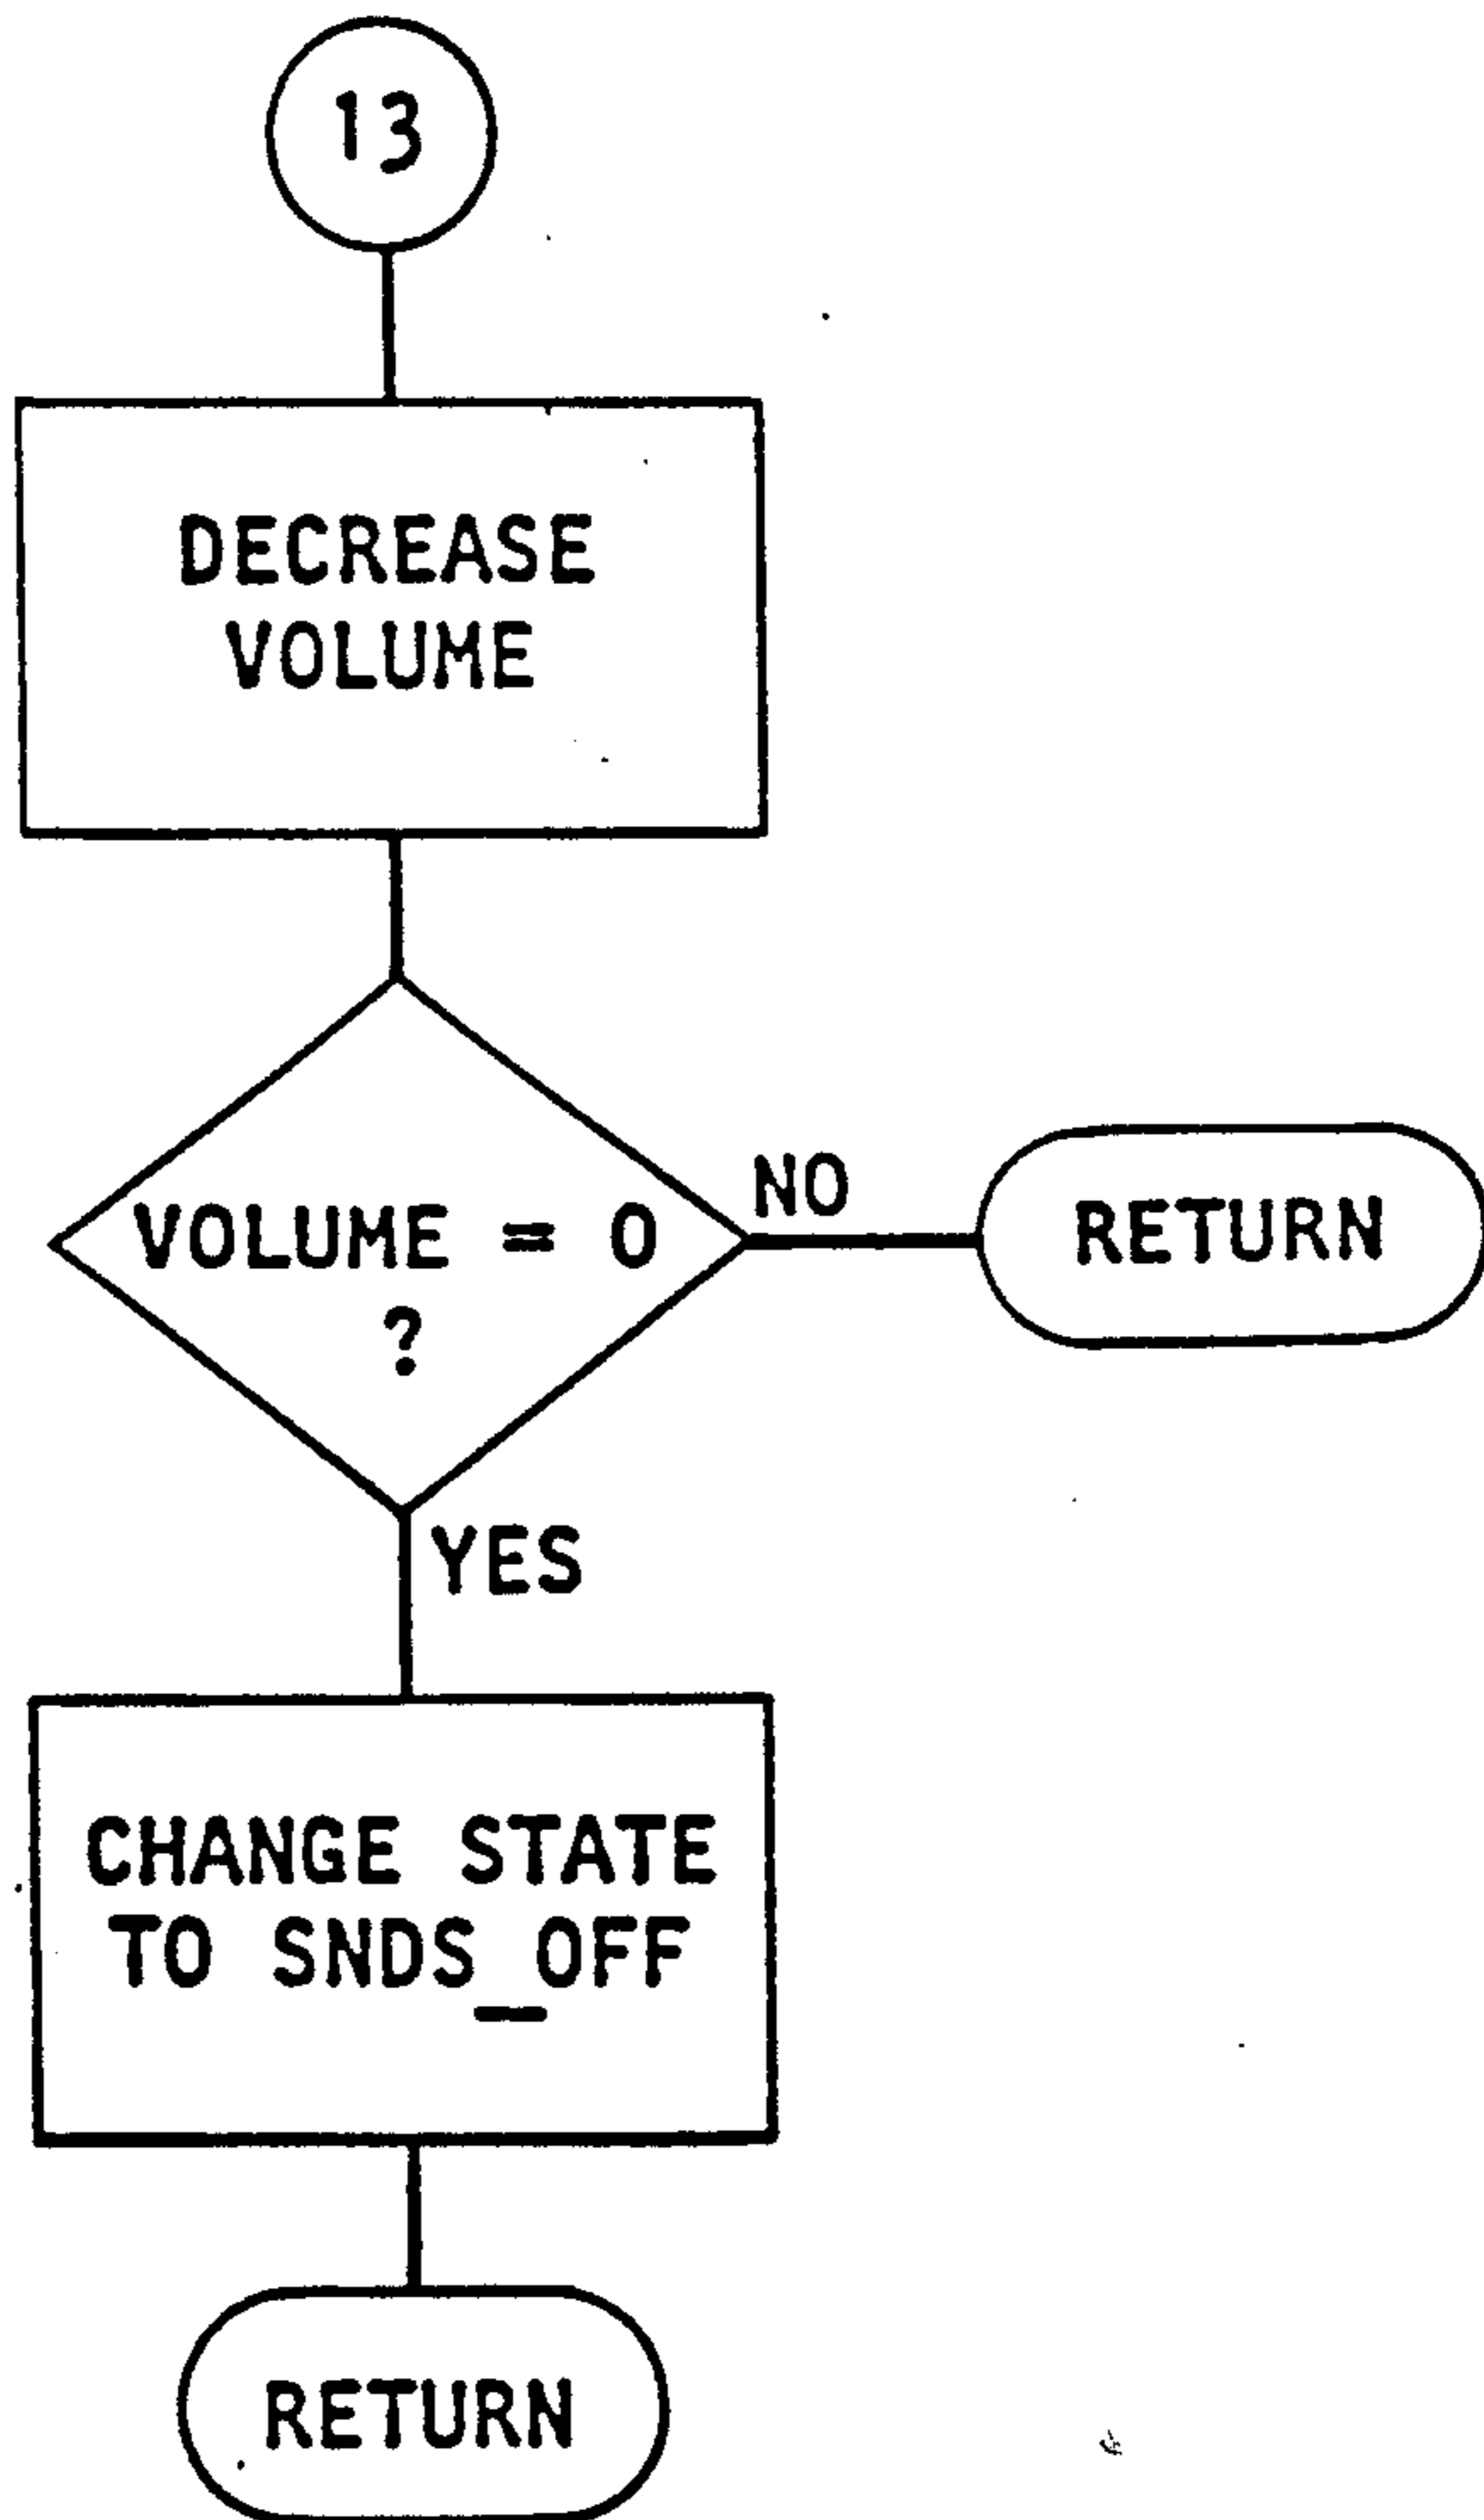 13
DECREASE
VOLUME
VOLUME = 0
?
NO
RETURN
YES
CHANGE STATE
TO SNDS_OFF
RETURN